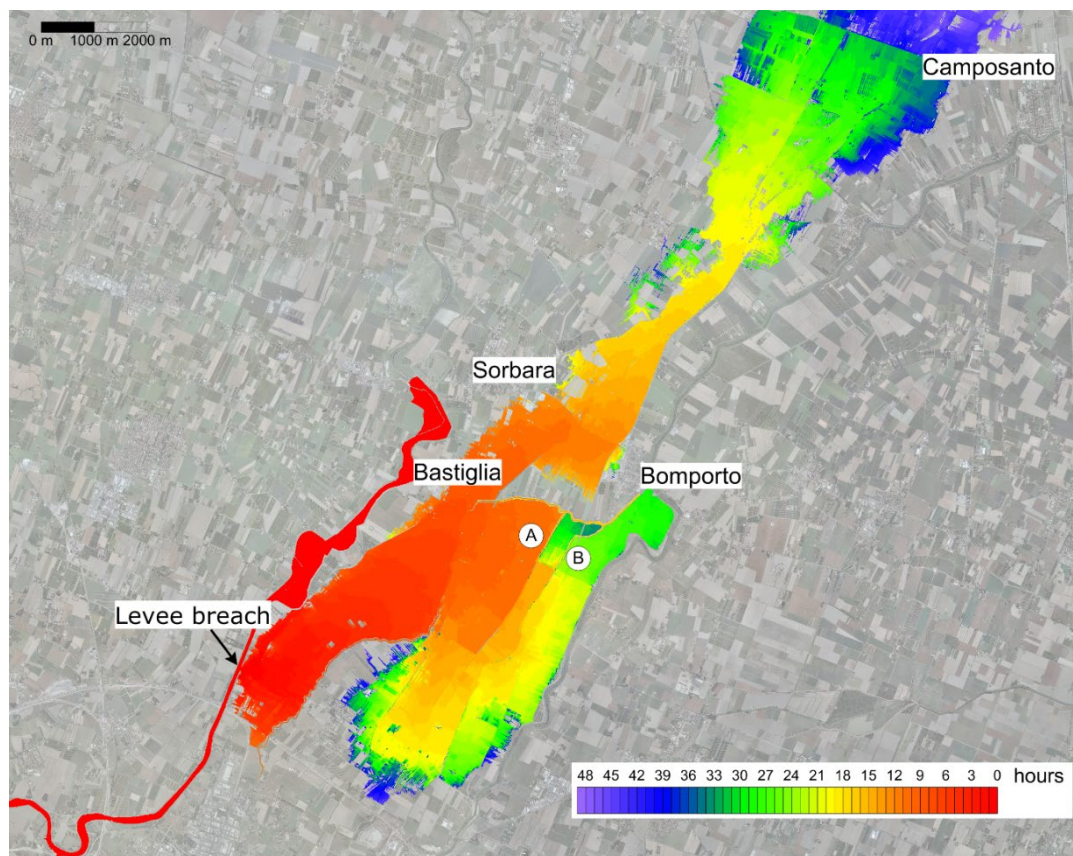 0 m 1000 m 2000 m
Camposanto
Sorbara
Bastiglia
Bomporto
A
B
Levee breach
48 45 42 39 36 33 30 27 24 21 18 15 12 9 6 3 0 hours